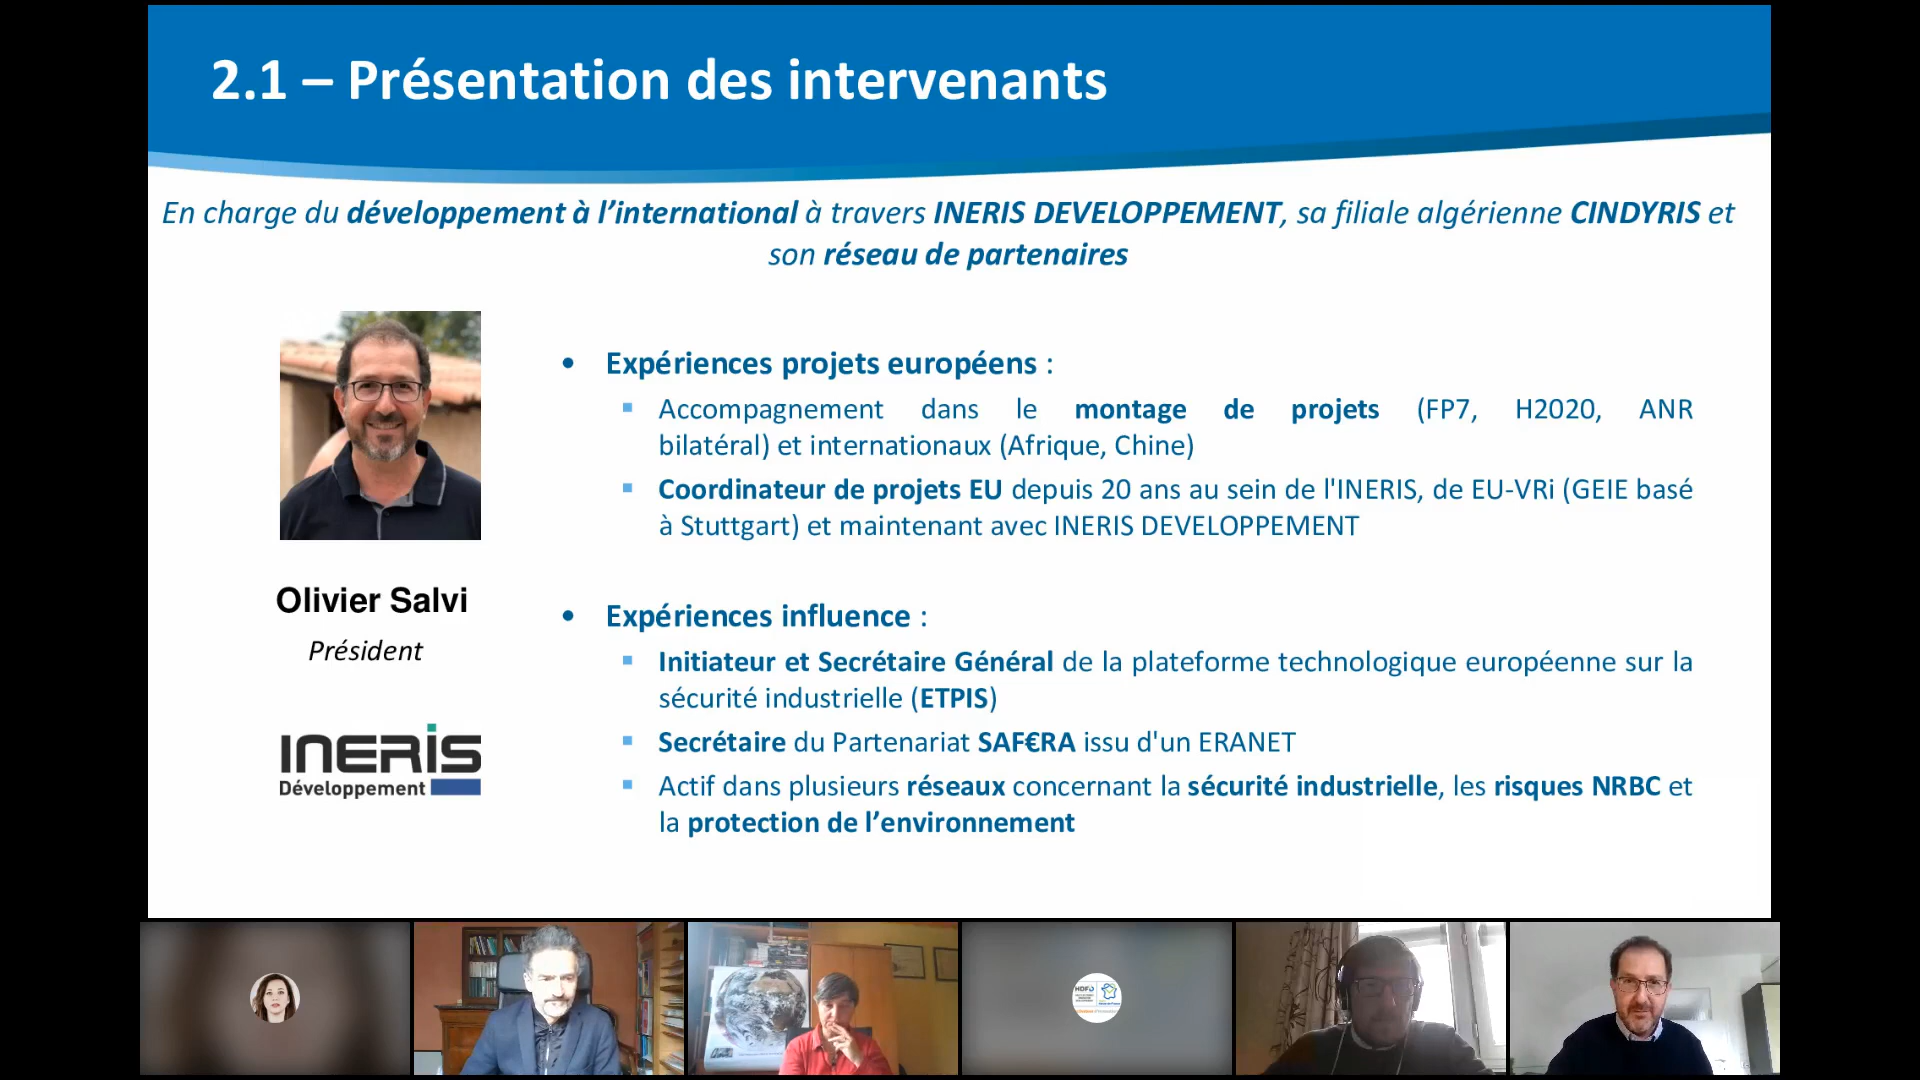 2.1 – Présentation des intervenants
En charge du développement à l’international à travers INERIS DEVELOPPEMENT, sa filiale algérienne CINDYRIS et
son réseau de partenaires
• Expériences projets européens :
▪ Accompagnement dans le montage de projets (FP7, H2020, ANR
bilatéral) et internationaux (Afrique, Chine)
▪ Coordinateur de projets EU depuis 20 ans au sein de l'INERIS, de EU-VRi (GEIE basé
à Stuttgart) et maintenant avec INERIS DEVELOPPEMENT
Olivier Salvi
Président
INERIS
Développement
• Expériences influence :
▪ Initiateur et Secrétaire Général de la plateforme technologique européenne sur la
sécurité industrielle (ETPIS)
▪ Secrétaire du Partenariat SAF€RA issu d'un ERANET
▪ Actif dans plusieurs réseaux concernant la sécurité industrielle, les risques NRBC et
la protection de l’environnement
HDF